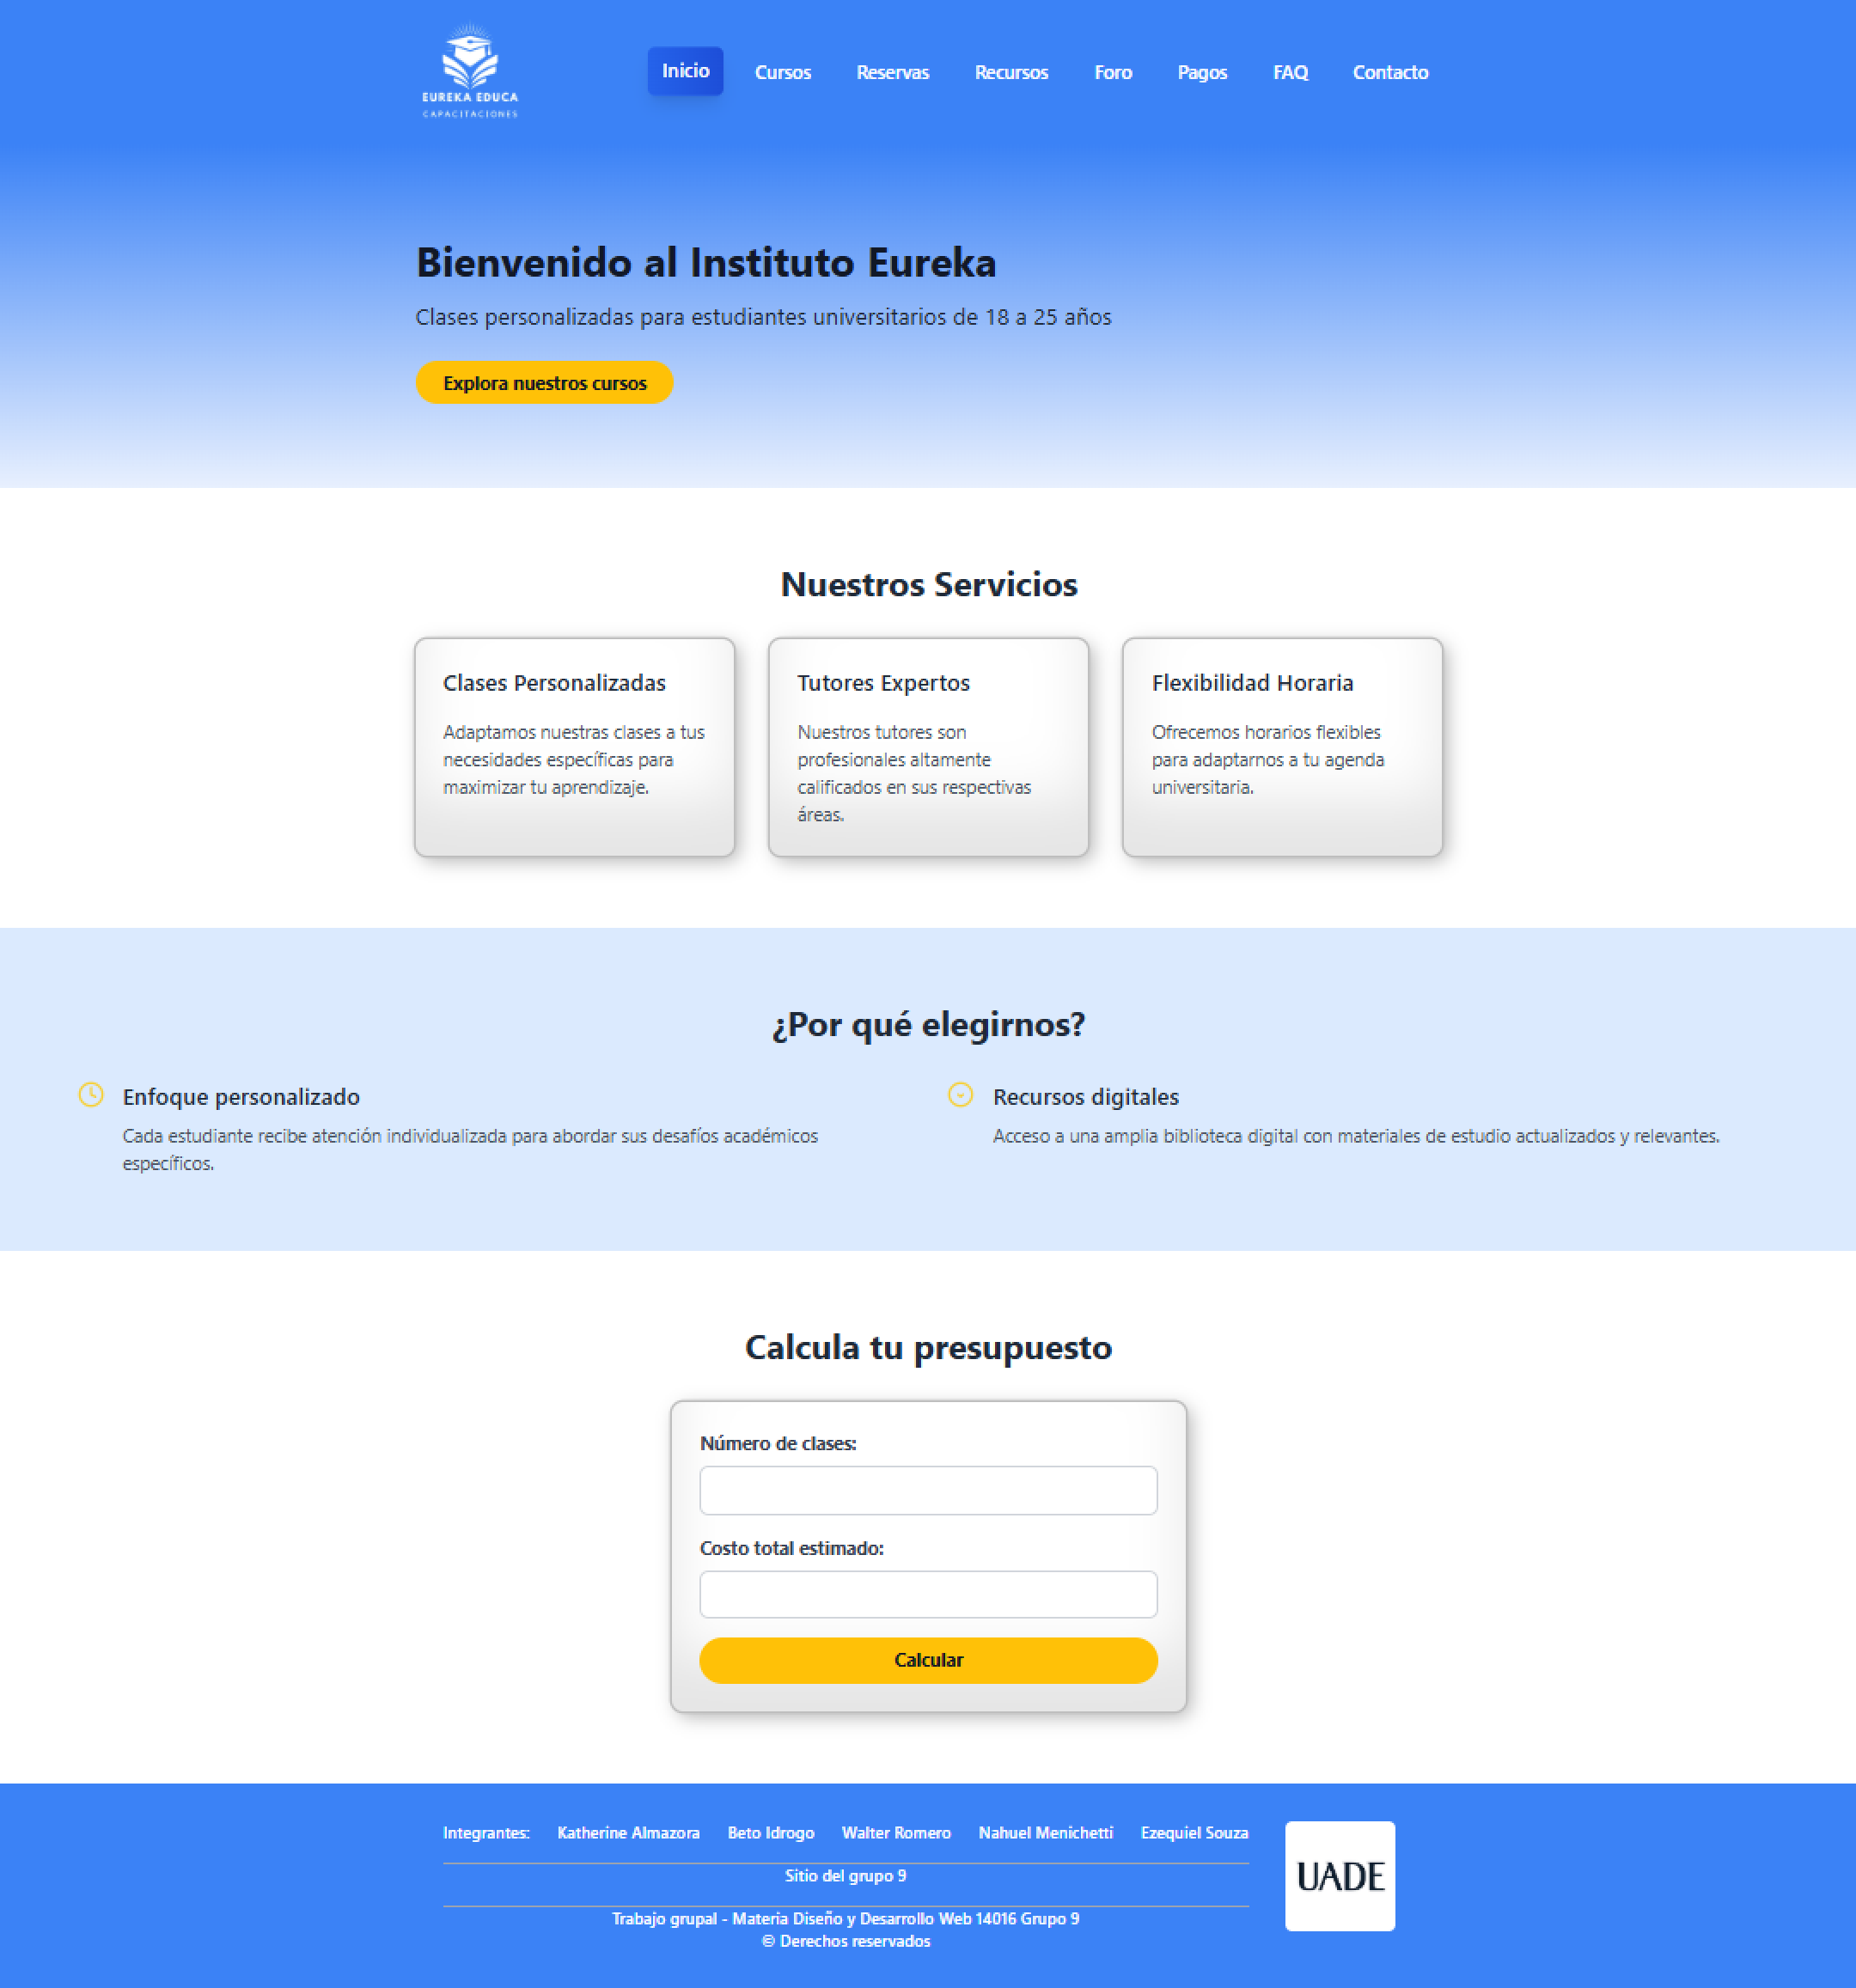 EUREKA EDUCA
CAPACITACIONES
Inicio
Cursos
Reservas
Recursos
Foro
Pagos
FAQ
Contacto
Bienvenido al Instituto Eureka
Clases personalizadas para estudiantes universitarios de 18 a 25 años
Explora nuestros cursos
Nuestros Servicios
Clases Personalizadas
Adaptamos nuestras clases a tus
necesidades específicas para
maximizar tu aprendizaje.
Tutores Expertos
Nuestros tutores son
profesionales altamente
calificados en sus respectivas
áreas.
Flexibilidad Horaria
Ofrecemos horarios flexibles
para adaptarnos a tu agenda
universitaria.
¿Por qué elegirnos?
Enfoque personalizado
Cada estudiante recibe atención individualizada para abordar sus desafíos académicos
específicos.
Recursos digitales
Acceso a una amplia biblioteca digital con materiales de estudio actualizados y relevantes.
Calcula tu presupuesto
Número de clases:
Costo total estimado:
Calcular
Integrantes: Katherine Almazora Beto Idrogo Walter Romero Nahuel Menichetti Ezequiel Souza
Sitio del grupo 9
Trabajo grupal - Materia Diseño y Desarrollo Web 14016 Grupo 9
© Derechos reservados
UADE